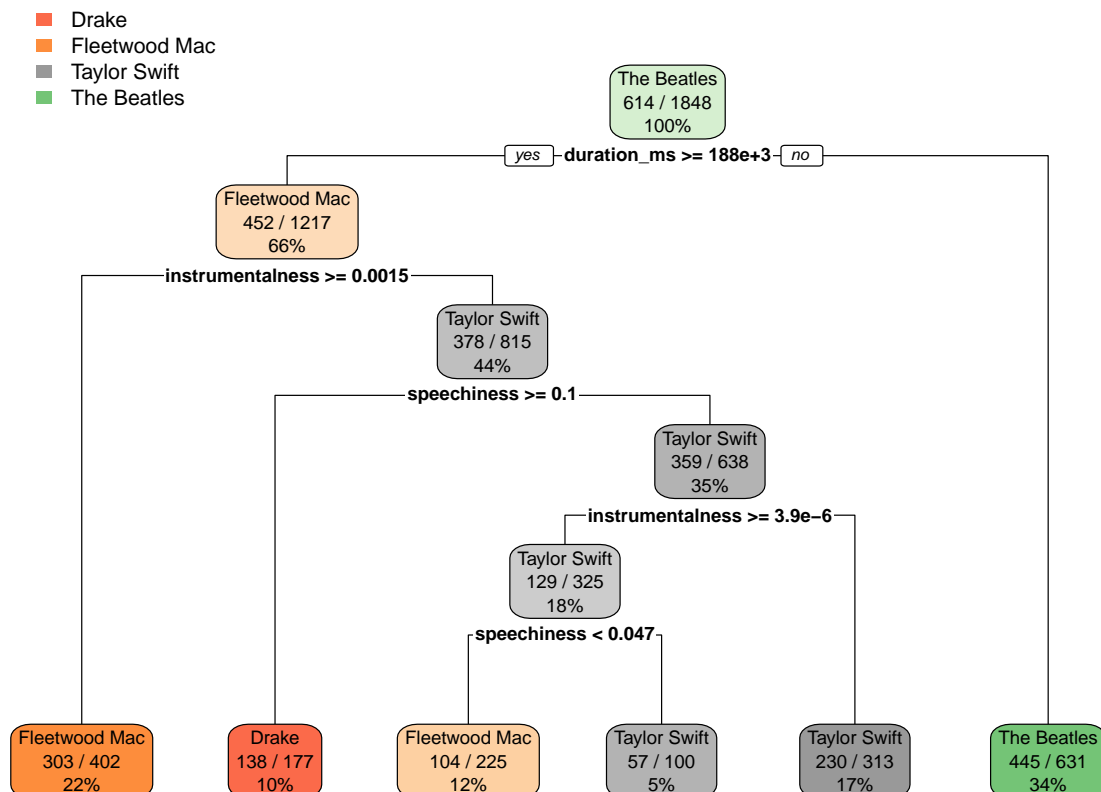 Drake
Fleetwood Mac
Taylor Swift
The Beatles
The Beatles
614 / 1848
100%
yes
duration_ms >= 188e+3
no
Fleetwood Mac
452 / 1217
66%
instrumentalness >= 0.0015
Taylor Swift
378 / 815
44%
speechiness >= 0.1
Taylor Swift
359 / 638
35%
instrumentalness >= 3.9e−6
Taylor Swift
129 / 325
18%
speechiness < 0.047
Fleetwood Mac
303 / 402
22%
Drake
138 / 177
10%
Fleetwood Mac
104 / 225
12%
Taylor Swift
57 / 100
5%
Taylor Swift
230 / 313
17%
The Beatles
445 / 631
34%